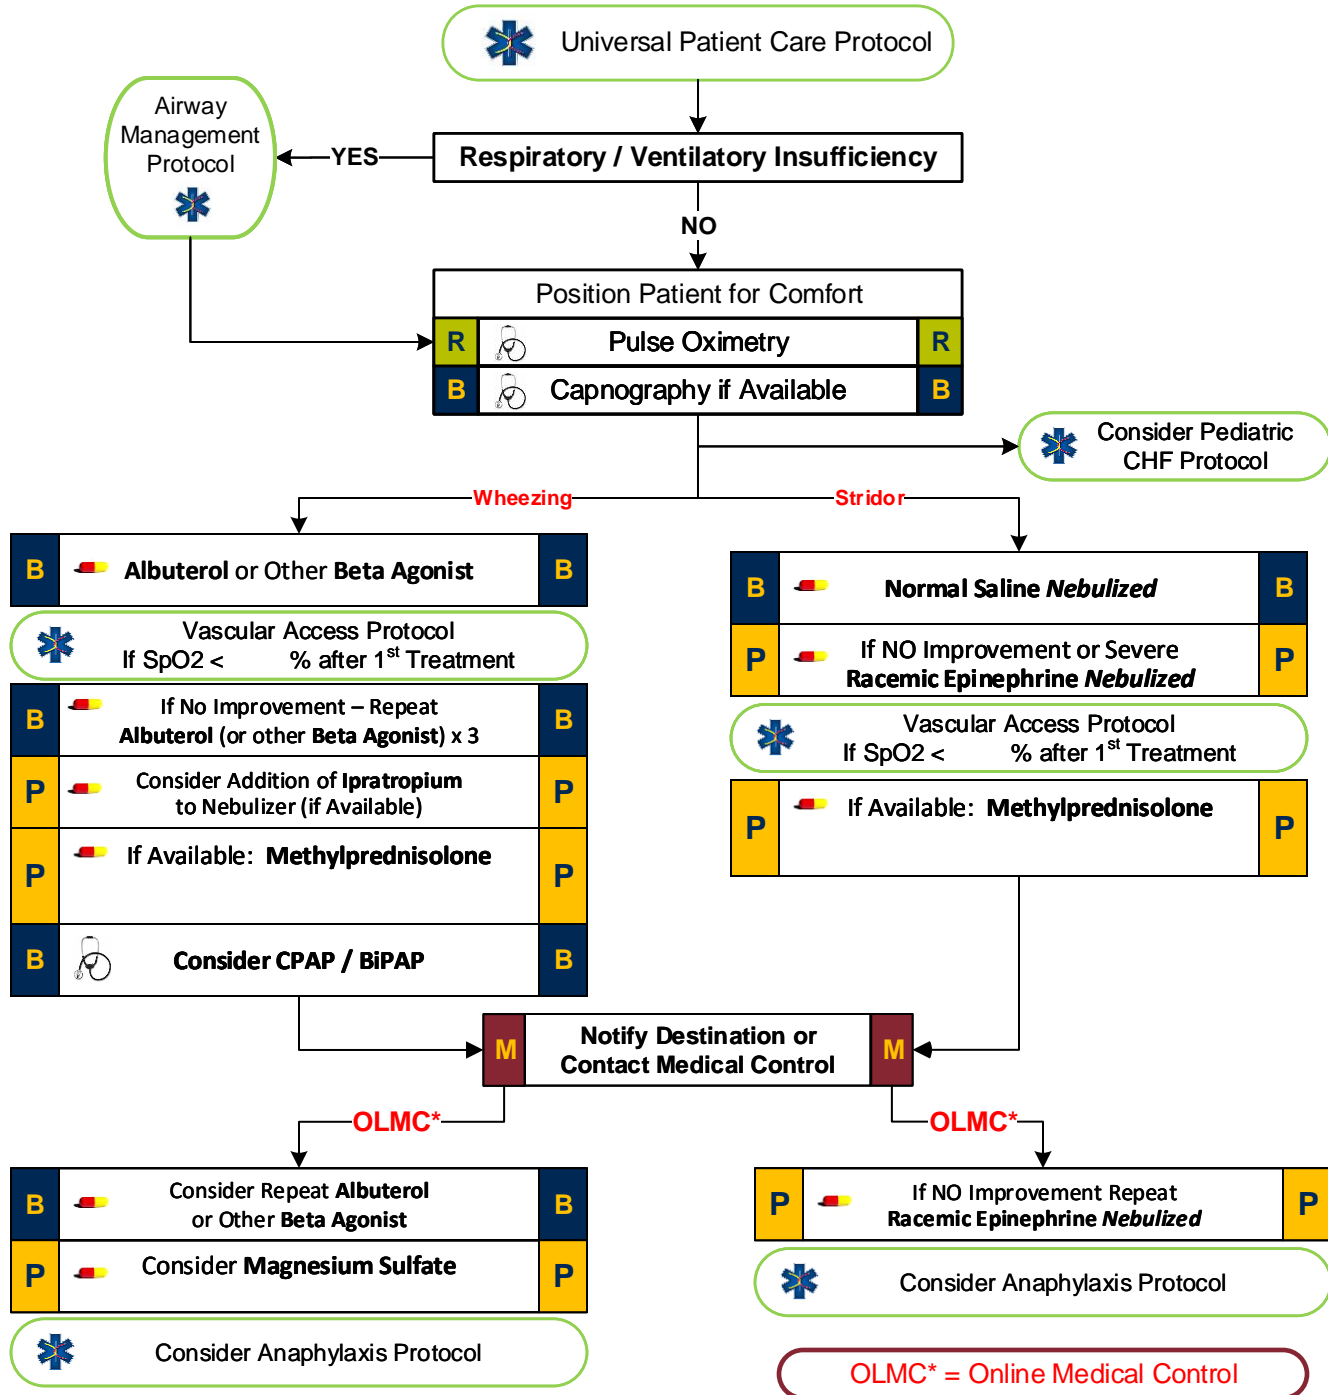 Universal Patient Care Protocol
Airway
Management
Protocol
YES
Respiratory / Ventilatory Insufficiency
NO
Position Patient for Comfort
R Pulse Oximetry R
B Capnography if Available B
Consider Pediatric
CHF Protocol
Wheezing
Stridor
B Albuterol or Other Beta Agonist B
Vascular Access Protocol
If SpO2 < % after 1st Treatment
B If No Improvement – Repeat B
Albuterol (or other Beta Agonist) x 3
P Consider Addition of Ipratropium P
to Nebulizer (if Available)
P If Available: Methylprednisolone P
B Consider CPAP / BiPAP B
B Normal Saline Nebulized B
P If NO Improvement or Severe P
Racemic Epinephrine Nebulized
Vascular Access Protocol
If SpO2 < % after 1st Treatment
P If Available: Methylprednisolone P
M Notify Destination or M
Contact Medical Control
OLMC*
OLMC*
B Consider Repeat Albuterol B
or Other Beta Agonist
P Consider Magnesium Sulfate P
Consider Anaphylaxis Protocol
P If NO Improvement Repeat P
Racemic Epinephrine Nebulized
Consider Anaphylaxis Protocol
OLMC* = Online Medical Control